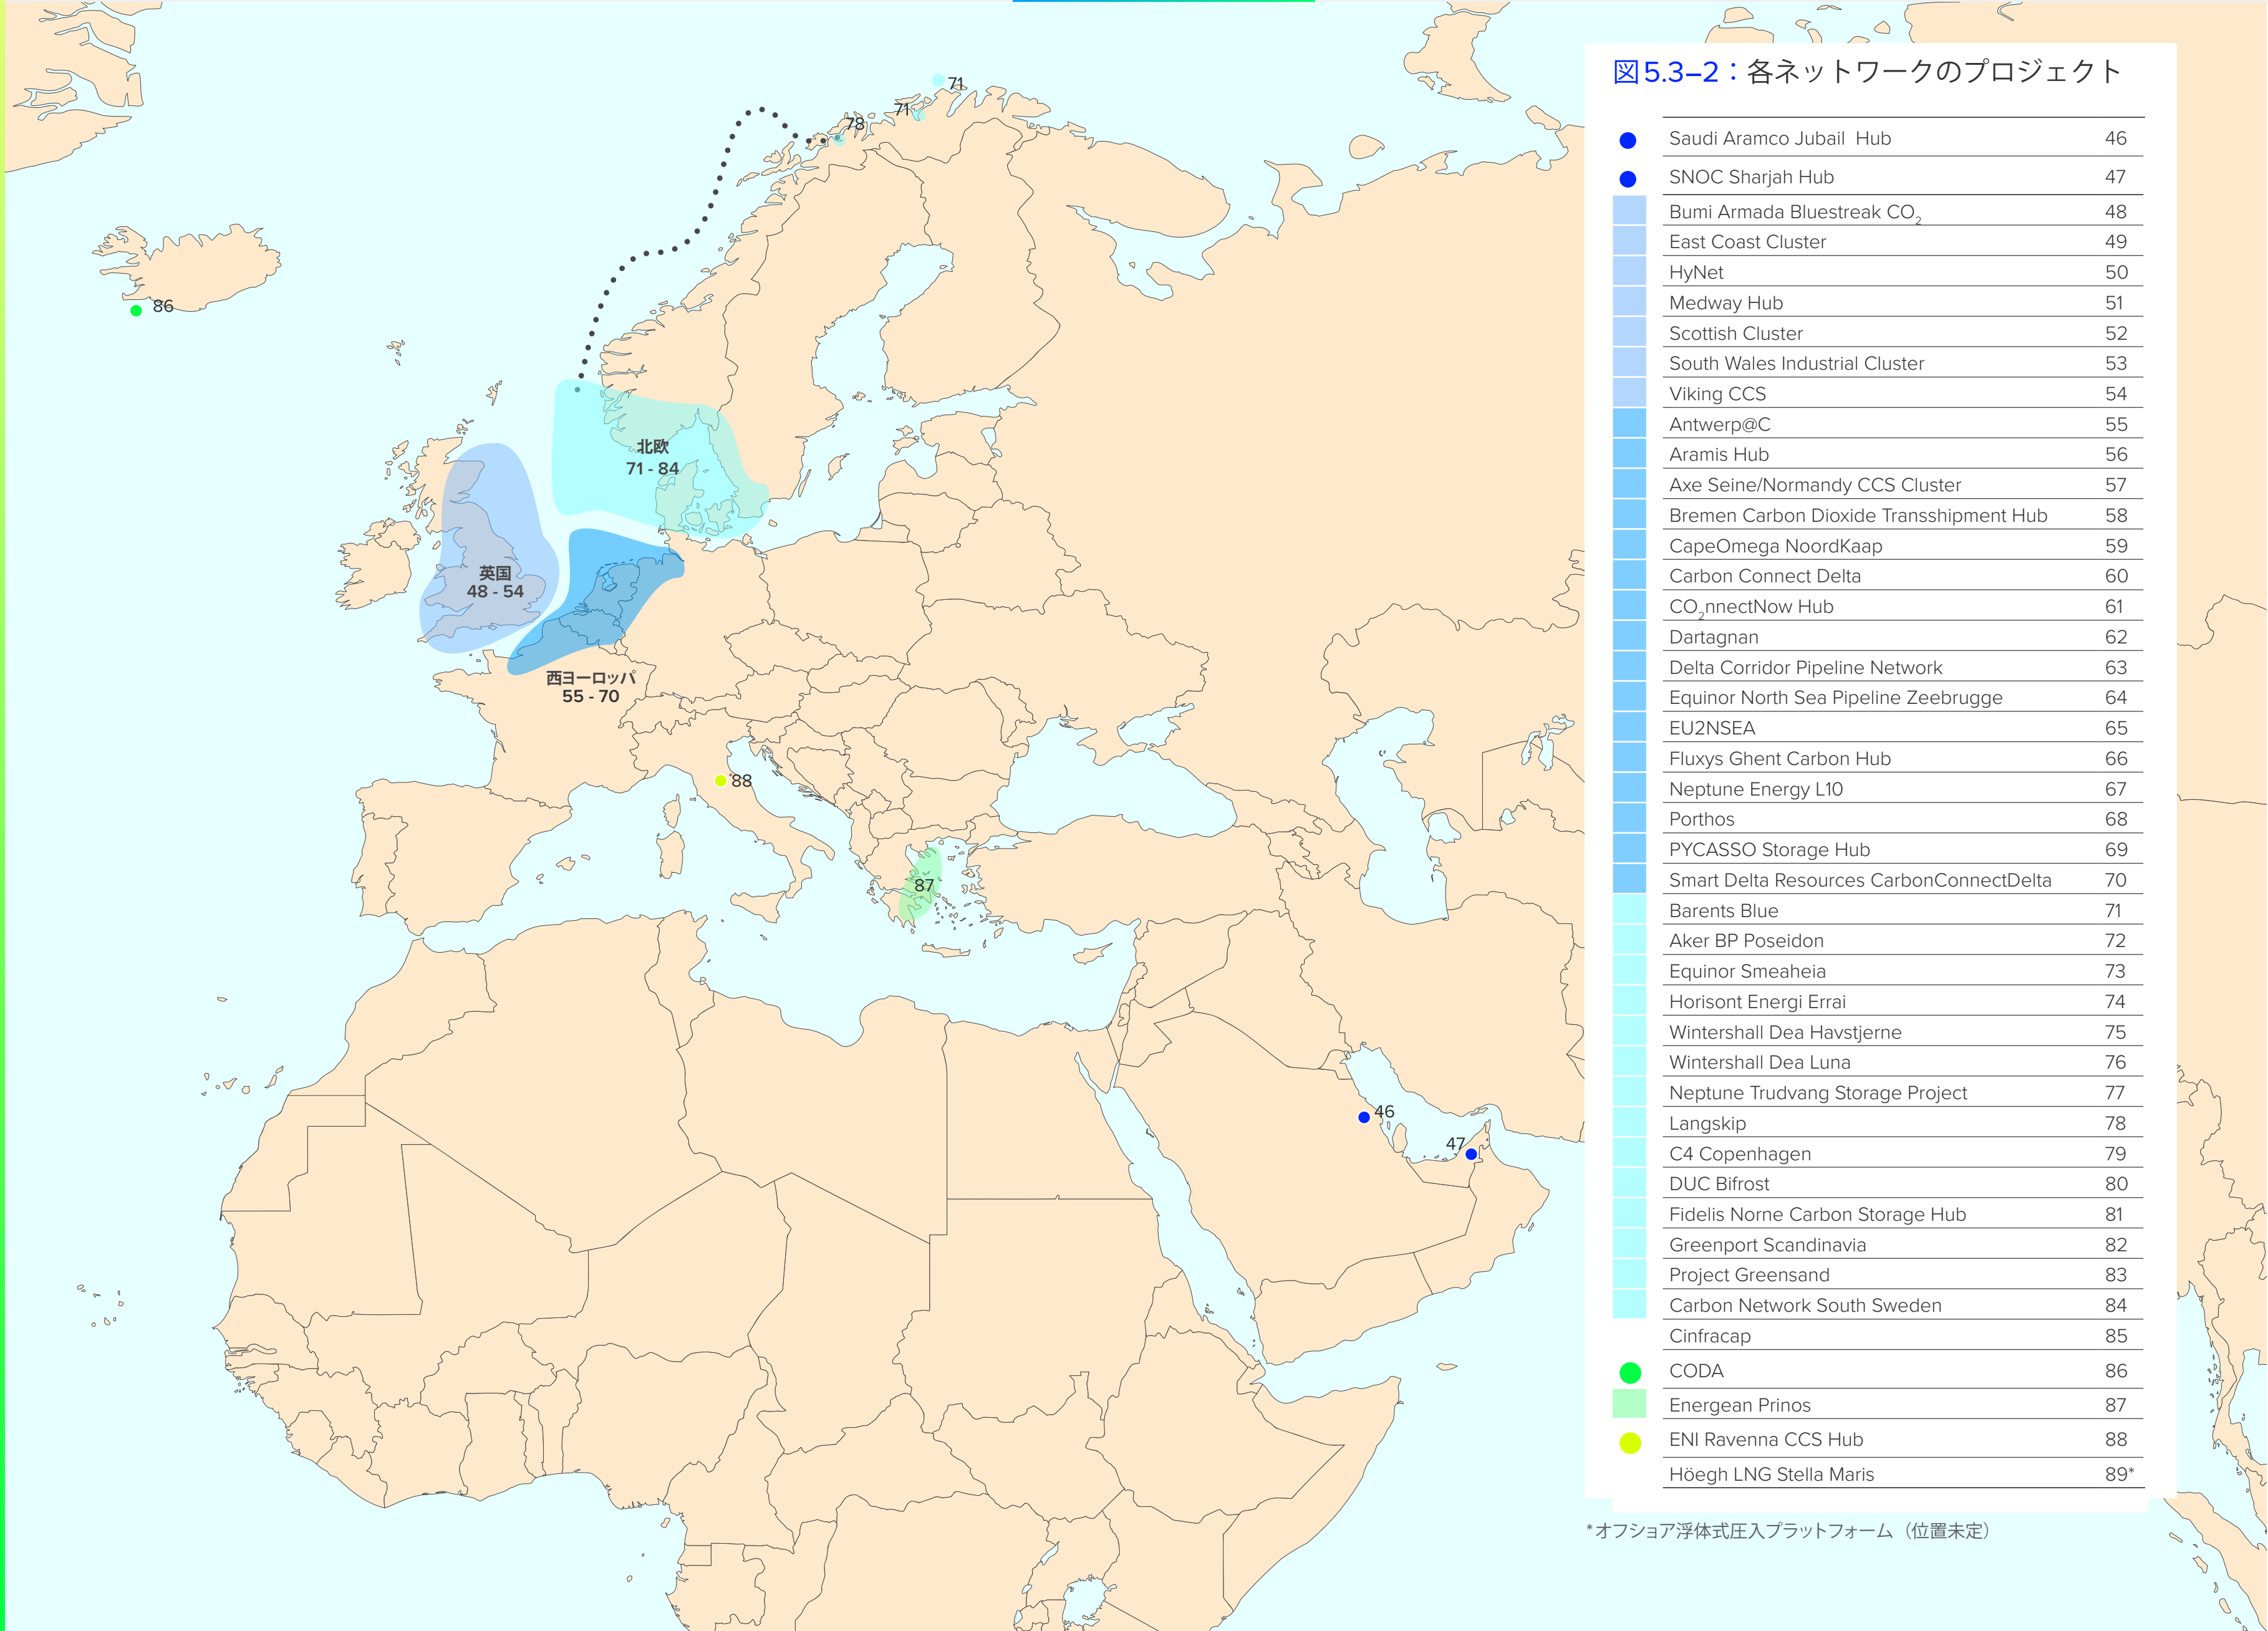 図5.3–2：各ネットワークのプロジェクト
Saudi Aramco Jubail Hub 46
SNOC Sharjah Hub 47
Bumi Armada Bluestreak CO2 48
East Coast Cluster 49
HyNet 50
Medway Hub 51
Scottish Cluster 52
South Wales Industrial Cluster 53
Viking CCS 54
Antwerp@C 55
Aramis Hub 56
Axe Seine/Normandy CCS Cluster 57
Bremen Carbon Dioxide Transshipment Hub 58
CapeOmega NoordKaap 59
Carbon Connect Delta 60
CO2nnectNow Hub 61
Dartagnan 62
Delta Corridor Pipeline Network 63
Equinor North Sea Pipeline Zeebrugge 64
EU2NSEA 65
Fluxys Ghent Carbon Hub 66
Neptune Energy L10 67
Porthos 68
PYCASSO Storage Hub 69
Smart Delta Resources CarbonConnectDelta 70
Barents Blue 71
Aker BP Poseidon 72
Equinor Smeaheia 73
Horisont Energi Errai 74
Wintershall Dea Havstjerne 75
Wintershall Dea Luna 76
Neptune Trudvang Storage Project 77
Langskip 78
C4 Copenhagen 79
DUC Bifrost 80
Fidelis Norne Carbon Storage Hub 81
Greenport Scandinavia 82
Project Greensand 83
Carbon Network South Sweden 84
Cinfracap 85
CODA 86
Energean Prinos 87
ENI Ravenna CCS Hub 88
Höegh LNG Stella Maris 89*
*オフショア浮体式圧入プラットフォーム（位置未定）
71
71
78
86
北欧
71 - 84
英国
48 - 54
西ヨーロッパ
55 - 70
88
87
46
47